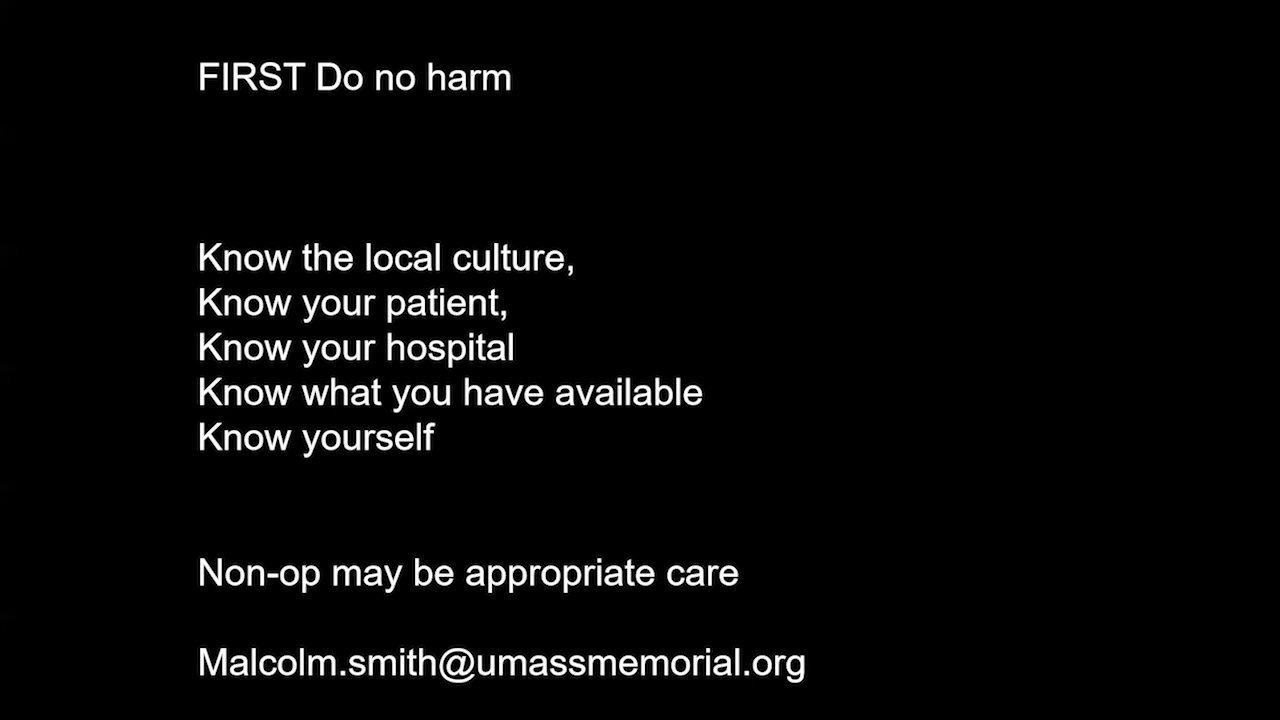 FIRST Do no harm
Know the local culture,
Know your patient,
Know your hospital
Know what you have available
Know yourself
Non-op may be appropriate care
Malcolm.smith@umassmemorial.org